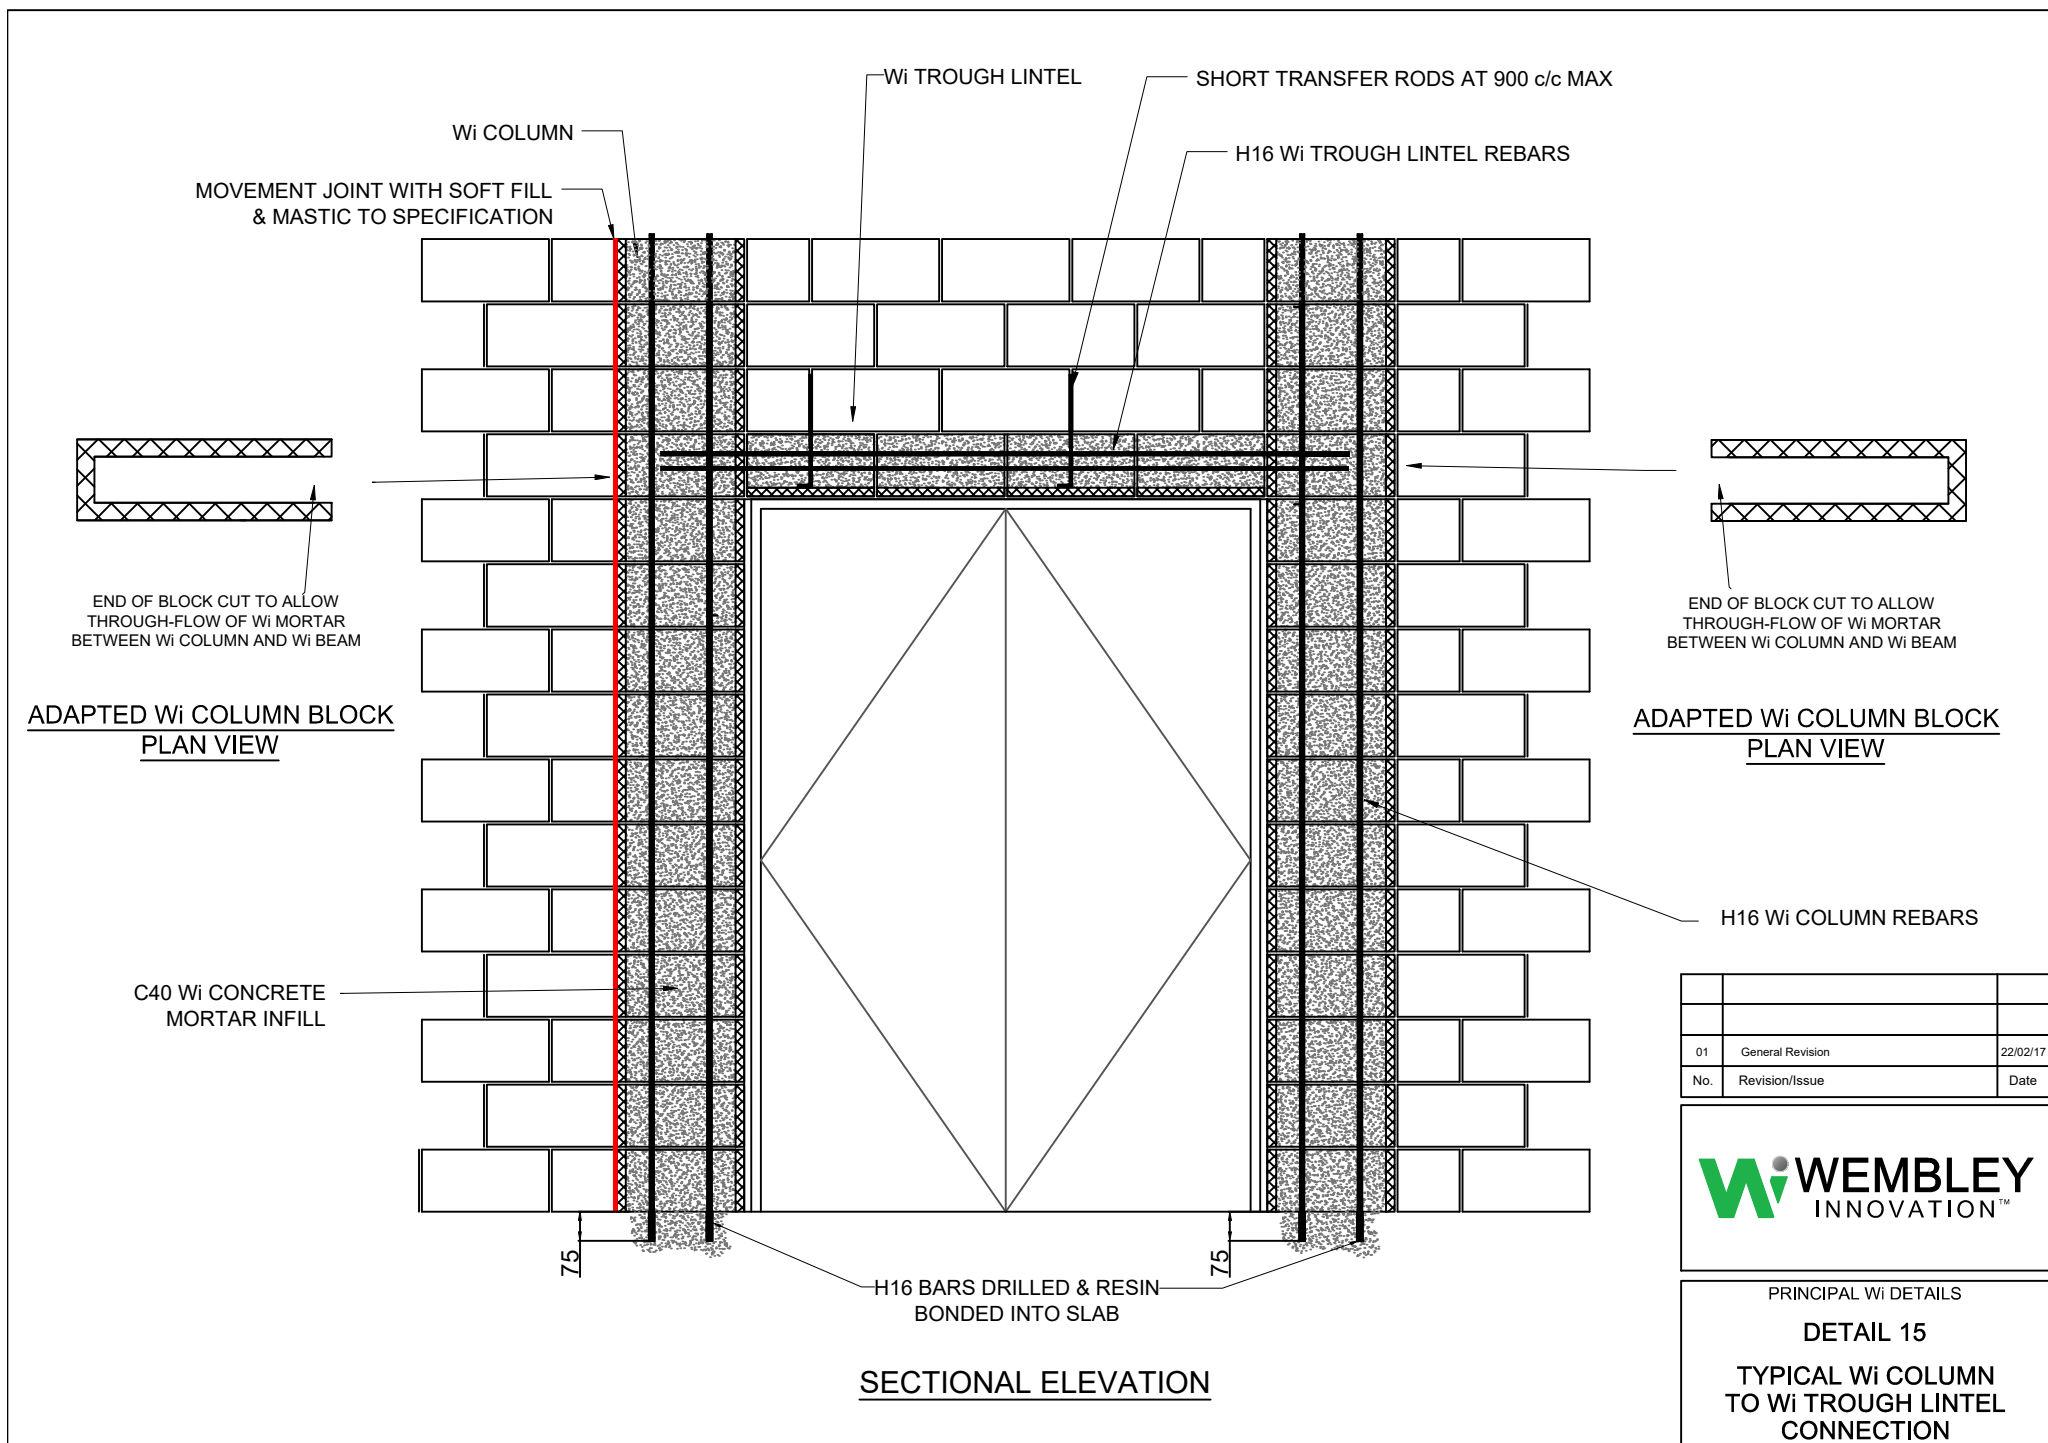 Wi TROUGH LINTEL
SHORT TRANSFER RODS AT 900 c/c MAX
Wi COLUMN
H16 Wi TROUGH LINTEL REBARS
MOVEMENT JOINT WITH SOFT FILL
& MASTIC TO SPECIFICATION
END OF BLOCK CUT TO ALLOW
THROUGH-FLOW OF Wi MORTAR
BETWEEN Wi COLUMN AND Wi BEAM
ADAPTED Wi COLUMN BLOCK
PLAN VIEW
END OF BLOCK CUT TO ALLOW
THROUGH-FLOW OF Wi MORTAR
BETWEEN Wi COLUMN AND Wi BEAM
ADAPTED Wi COLUMN BLOCK
PLAN VIEW
H16 Wi COLUMN REBARS
C40 Wi CONCRETE
MORTAR INFILL
75
75
H16 BARS DRILLED & RESIN
BONDED INTO SLAB
SECTIONAL ELEVATION
01 General Revision 22/02/17
No. Revision/Issue Date
Wi WEMBLEY
INNOVATION™
PRINCIPAL Wi DETAILS
DETAIL 15
TYPICAL Wi COLUMN
TO Wi TROUGH LINTEL
CONNECTION